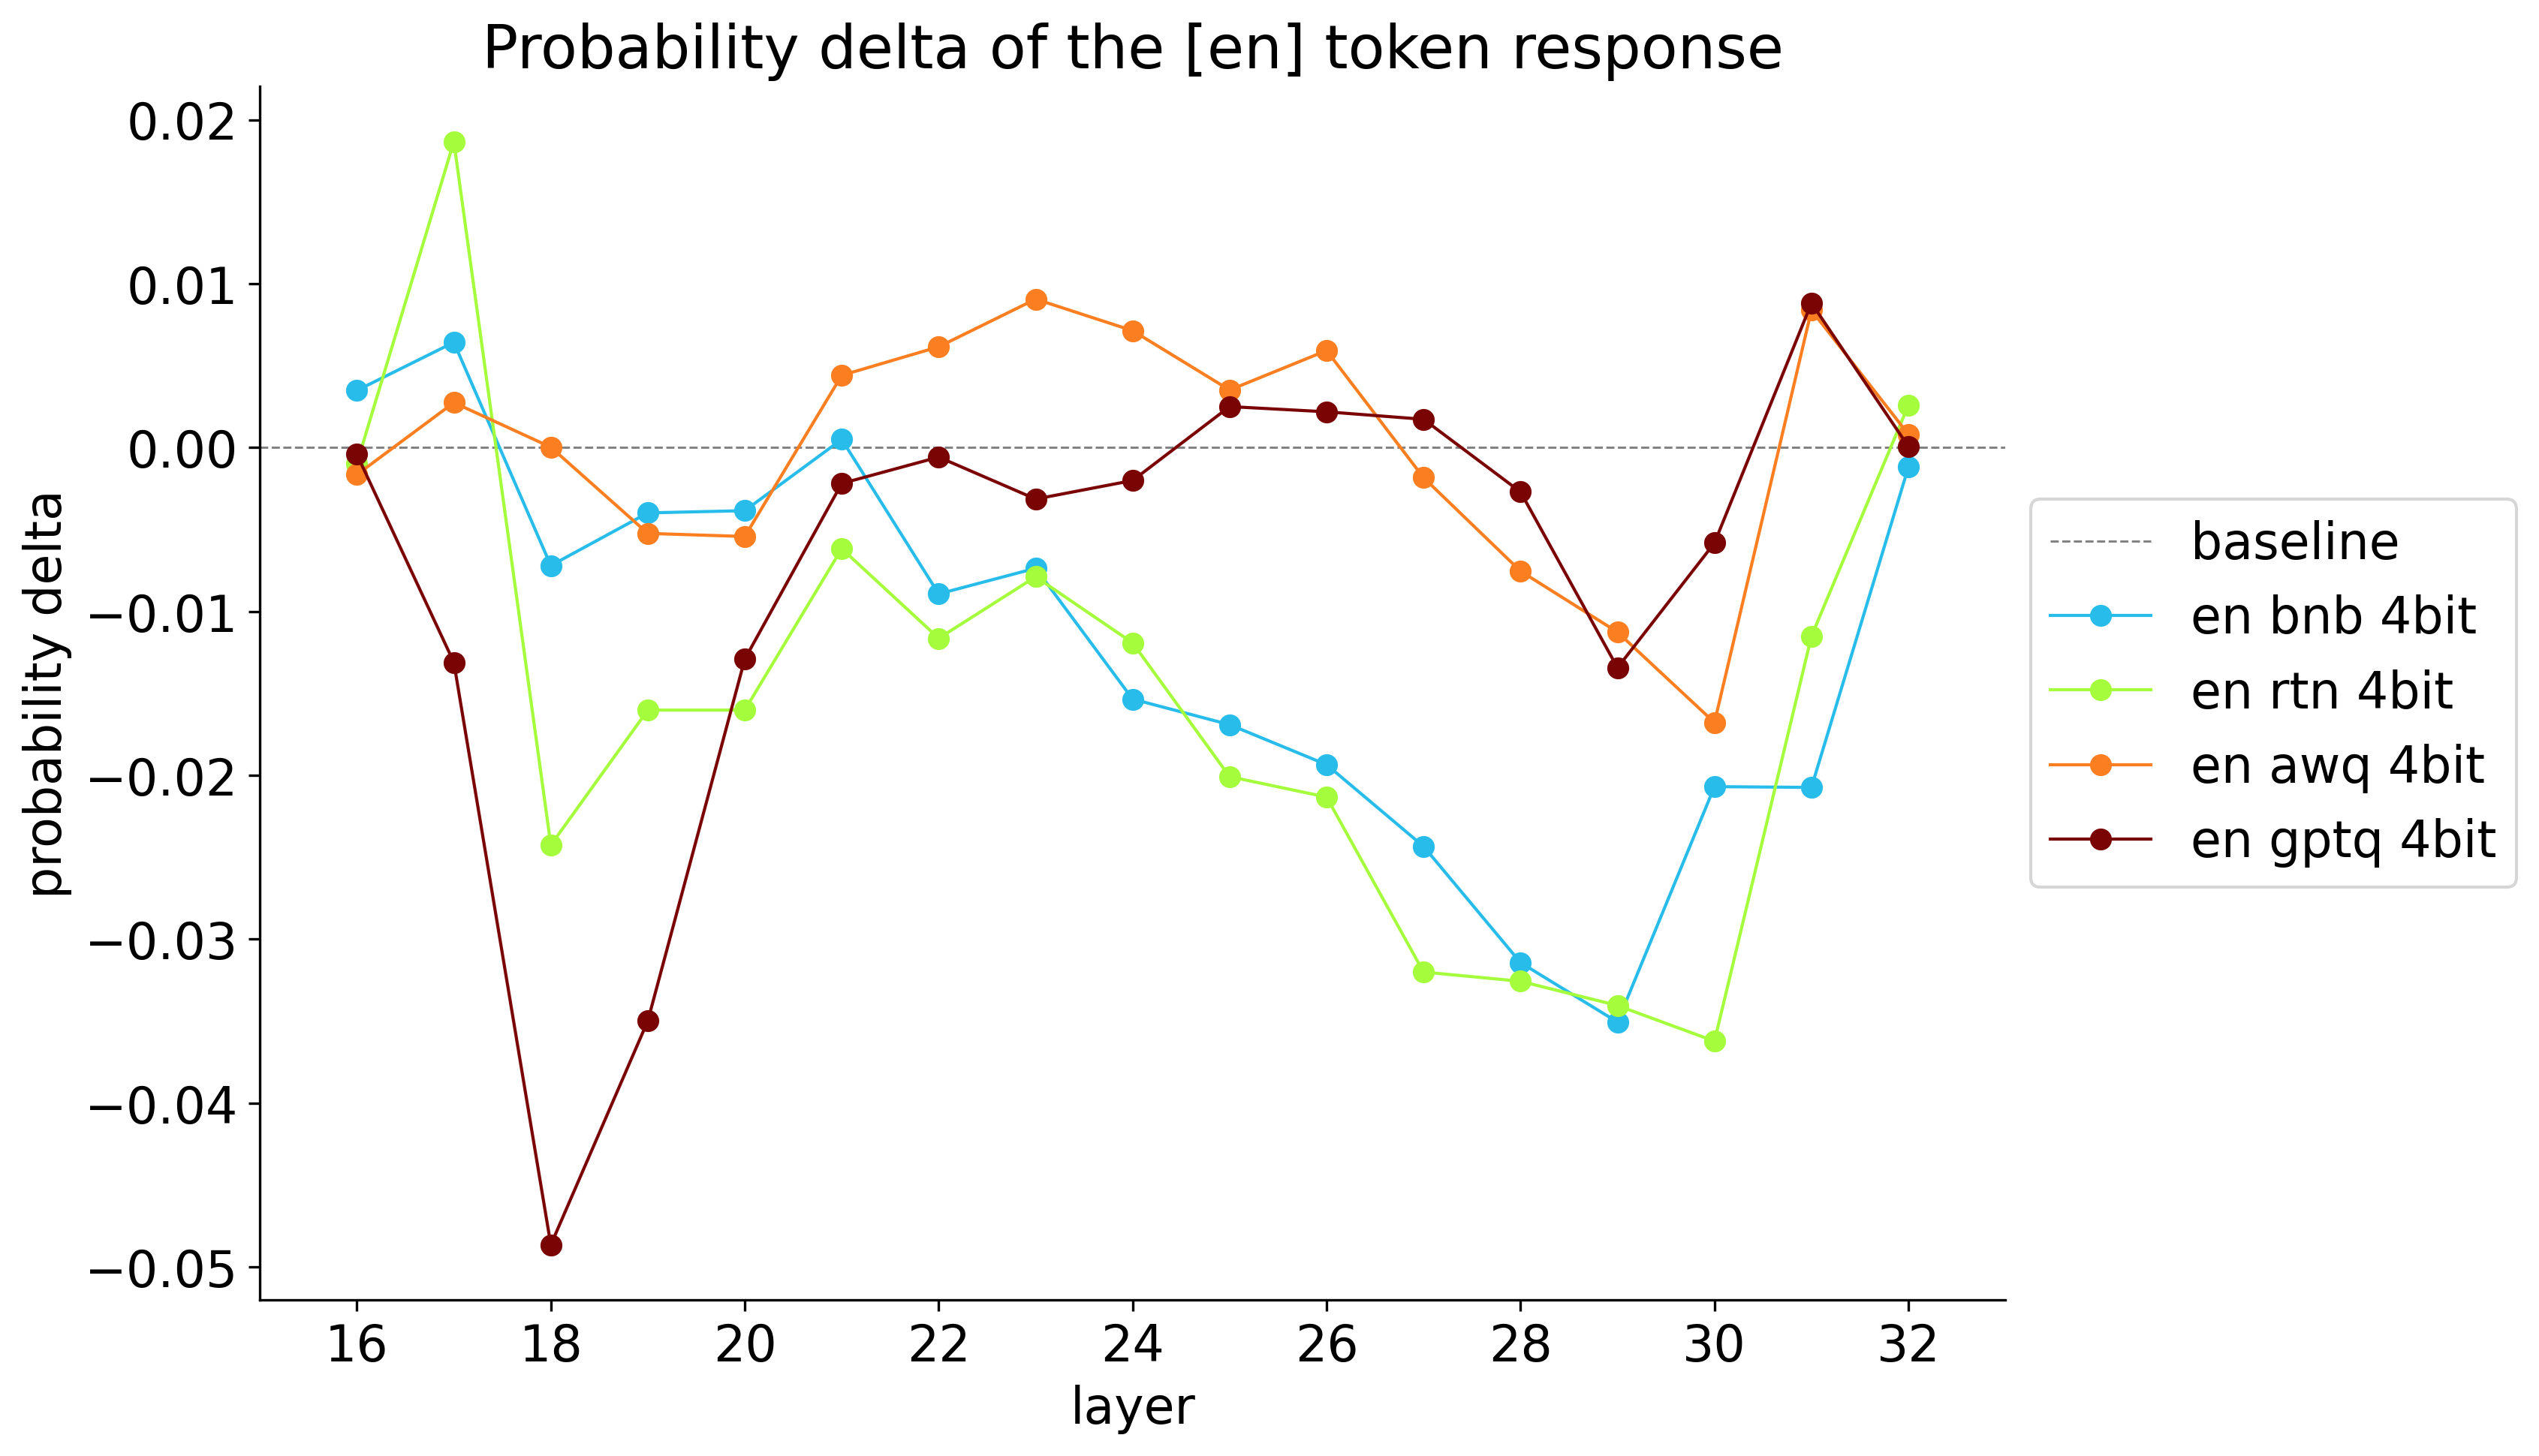 Probability delta of the [en] token response
probability delta
0.02
0.01
0.00
−0.01
−0.02
−0.03
−0.04
−0.05
16 18 20 22 24 26 28 30 32
layer
baseline
en bnb 4bit
en rtn 4bit
en awq 4bit
en gptq 4bit